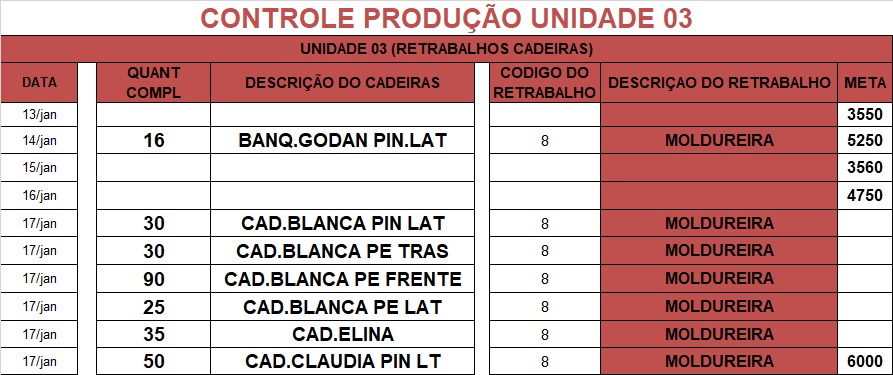 CONTROLE PRODUÇÃO UNIDADE 03
UNIDADE 03 (RETRABALHOS CADEIRAS)
DATA QUANT COMPL DESCRIÇÃO DO CADEIRAS CODIGO DO RETRABALHO DESCRIÇAO DO RETRABALHO META
13/jan 3550
14/jan 16 BANQ.GODAN PIN.LAT 8 MOLDUREIRA 5250
15/jan 3560
16/jan 4750
17/jan 30 CAD.BLANCA PIN LAT 8 MOLDUREIRA
17/jan 30 CAD.BLANCA PE TRAS 8 MOLDUREIRA
17/jan 90 CAD.BLANCA PE FRENTE 8 MOLDUREIRA
17/jan 25 CAD.BLANCA PE LAT 8 MOLDUREIRA
17/jan 35 CAD.ELINA 8 MOLDUREIRA
17/jan 50 CAD.CLAUDIA PIN LT 8 MOLDUREIRA 6000